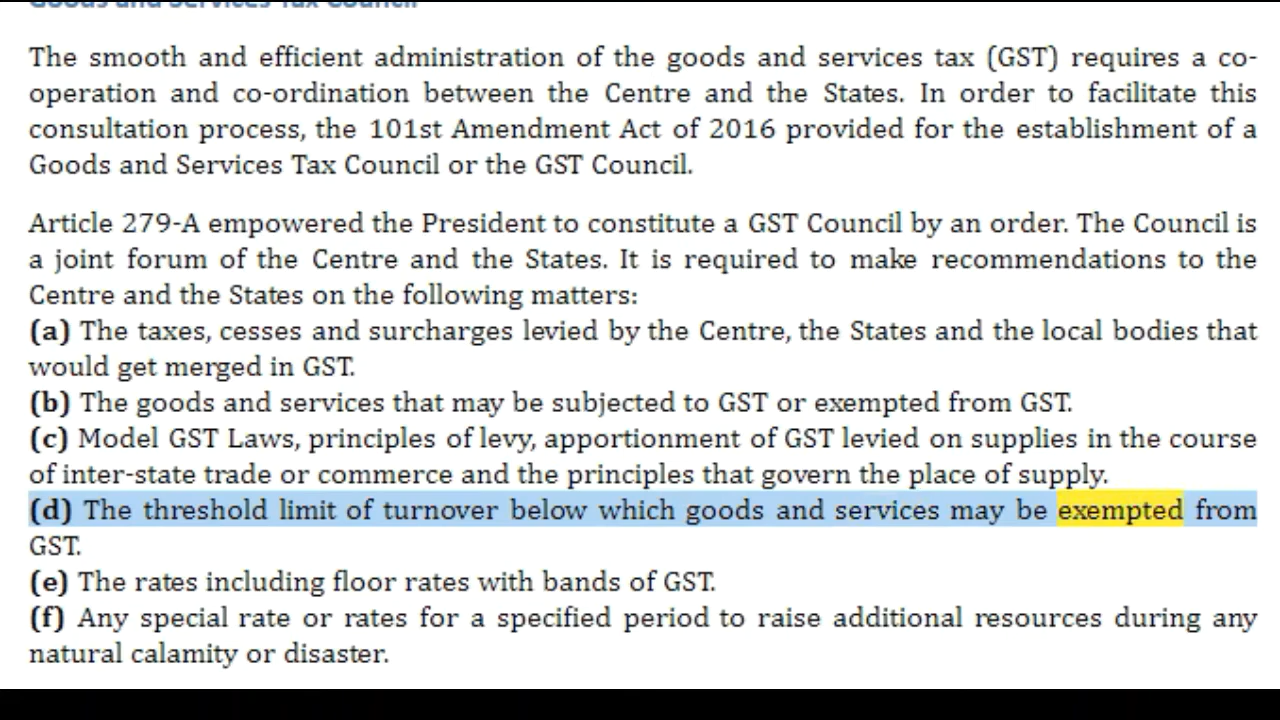 Goods and Services Tax Council
The smooth and efficient administration of the goods and services tax (GST) requires a co-
operation and co-ordination between the Centre and the States. In order to facilitate this
consultation process, the 101st Amendment Act of 2016 provided for the establishment of a
Goods and Services Tax Council or the GST Council.
Article 279-A empowered the President to constitute a GST Council by an order. The Council is
a joint forum of the Centre and the States. It is required to make recommendations to the
Centre and the States on the following matters:
(a) The taxes, cesses and surcharges levied by the Centre, the States and the local bodies that
would get merged in GST.
(b) The goods and services that may be subjected to GST or exempted from GST.
(c) Model GST Laws, principles of levy, apportionment of GST levied on supplies in the course
of inter-state trade or commerce and the principles that govern the place of supply.
(d) The threshold limit of turnover below which goods and services may be exempted from
GST.
(e) The rates including floor rates with bands of GST.
(f) Any special rate or rates for a specified period to raise additional resources during any
natural calamity or disaster.